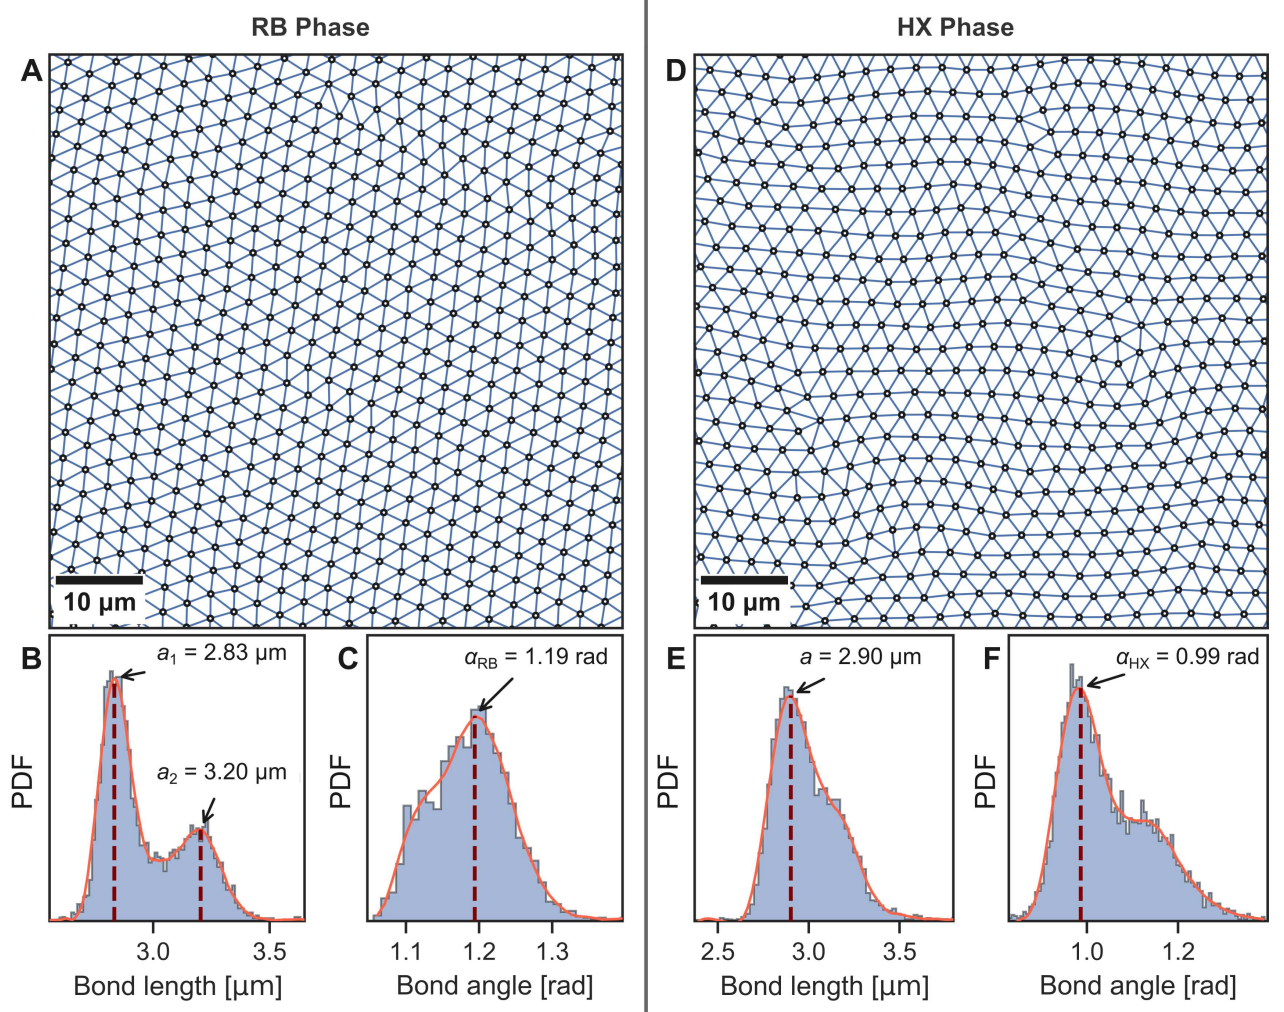 RB Phase
HX Phase
A
D
10 µm
10 µm
B
a1 = 2.83 µm
a2 = 3.20 µm
PDF
3.0 3.5
Bond length [µm]
C
αRB = 1.19 rad
PDF
1.1 1.2 1.3
Bond angle [rad]
E
a = 2.90 µm
PDF
2.5 3.0 3.5
Bond length [µm]
F
αHX = 0.99 rad
PDF
1.0 1.2
Bond angle [rad]